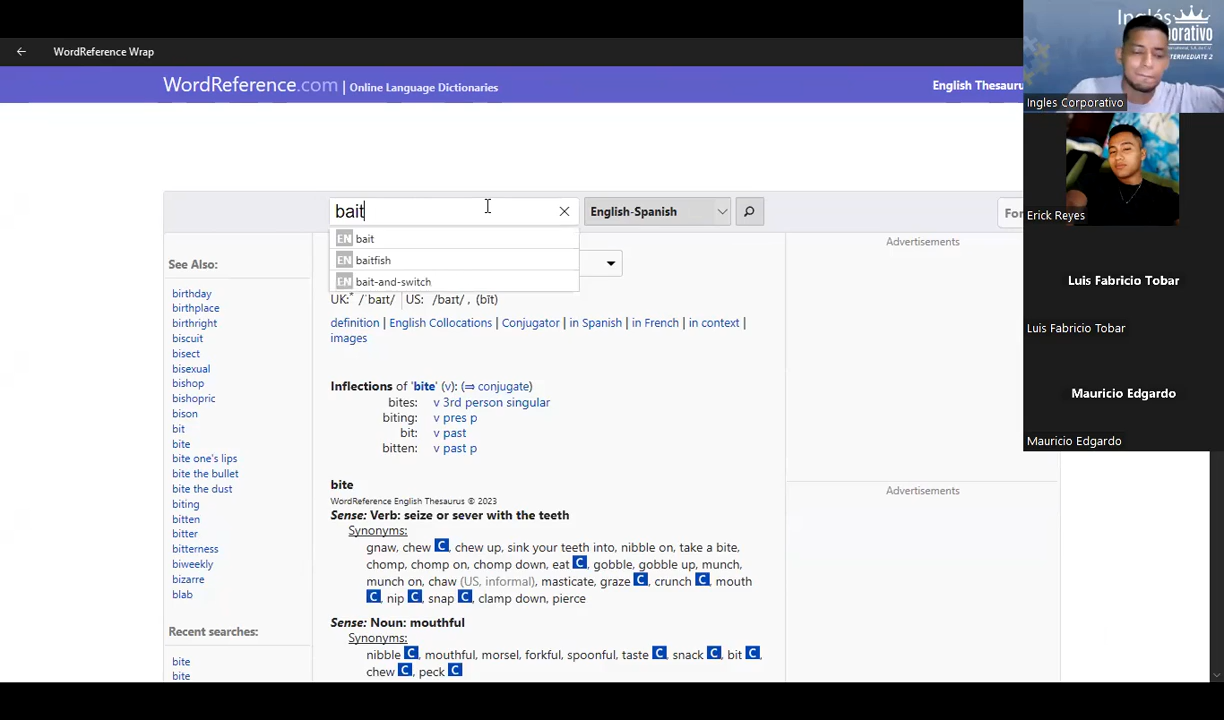 WordReference Wrap
WordReference.com | Online Language Dictionaries
English Thesauru
bait
English-Spanish
For
EN bait
EN baitfish
EN bait-and-switch
See Also:
birthday
birthplace
birthright
biscuit
bisect
bisexual
bishop
bishopric
bison
bit
bite
bite one's lips
bite the bullet
bite the dust
biting
bitten
bitter
bitterness
biweekly
bizarre
blab
Recent searches:
bite
bite
UK:* /ˈbaɪt/ US: /baɪt/ , (bīt)
definition | English Collocations | Conjugator | in Spanish | in French | in context |
images
Inflections of 'bite' (v): (⇒ conjugate)
bites: v 3rd person singular
biting: v pres p
bit: v past
bitten: v past p
bite
WordReference English Thesaurus © 2023
Sense: Verb: seize or sever with the teeth
Synonyms:
gnaw, chew C, chew up, sink your teeth into, nibble on, take a bite,
chomp, chomp on, chomp down, eat C, gobble, gobble up, munch,
munch on, chaw (US, informal), masticate, graze C, crunch C, mouth
C, nip C, snap C, clamp down, pierce
Sense: Noun: mouthful
Synonyms:
nibble C, mouthful, morsel, forkful, spoonful, taste C, snack C, bit C,
chew C, peck C
Advertisements
Advertisements
Inglés
orativo
INTERMEDIATE 2
Ingles Corporativo
Erick Reyes
Luis Fabricio Tobar
Luis Fabricio Tobar
Mauricio Edgardo
Mauricio Edgardo